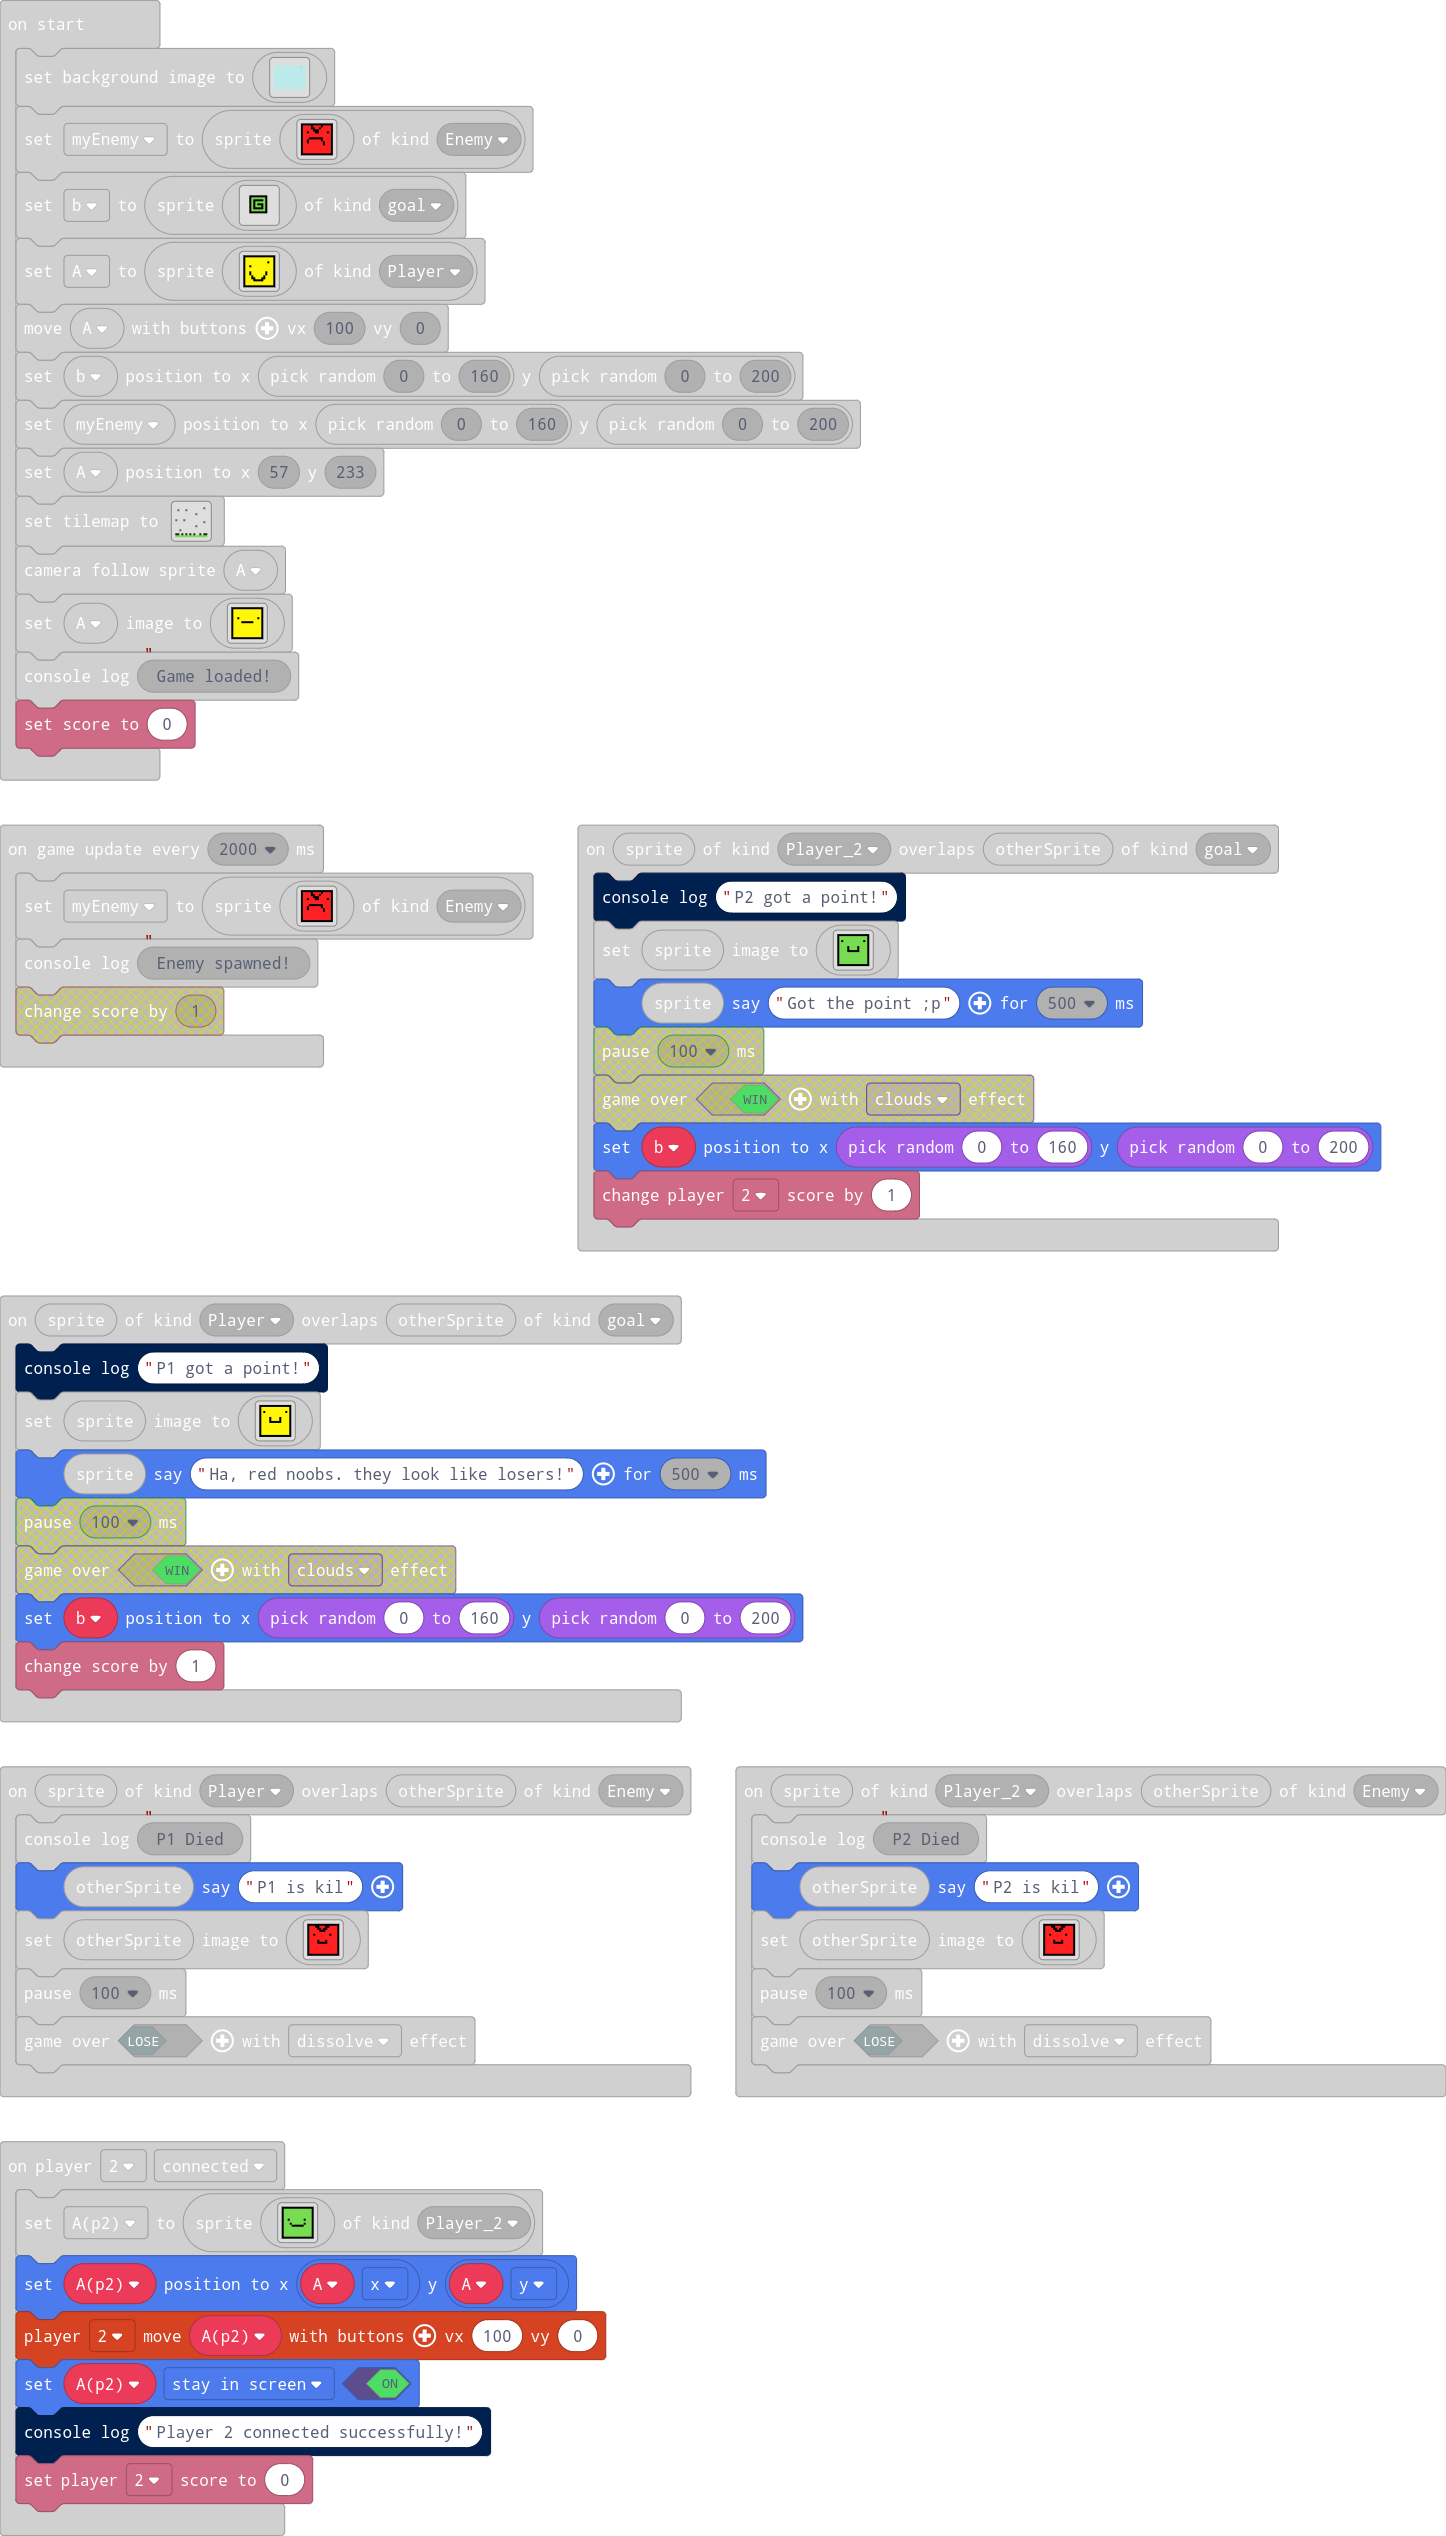 on start
set background image to
set myEnemy to sprite of kind Enemy
set b to sprite of kind goal
set A to sprite of kind Player
move A with buttons vx 100 vy 0
set b position to x pick random 0 to 160 y pick random 0 to 200
set myEnemy position to x pick random 0 to 160 y pick random 0 to 200
set A position to x 57 y 233
set tilemap to
camera follow sprite A
set A image to
console log " Game loaded!
set score to 0
on game update every 2000 ms
set myEnemy to sprite of kind Enemy
console log " Enemy spawned!
change score by 1
on sprite of kind Player_2 overlaps otherSprite of kind goal
console log "P2 got a point!"
set sprite image to
sprite say "Got the point ;p" for 500 ms
pause 100 ms
game over WIN with clouds effect
set b position to x pick random 0 to 160 y pick random 0 to 200
change player 2 score by 1
on sprite of kind Player overlaps otherSprite of kind goal
console log "P1 got a point!"
set sprite image to
sprite say "Ha, red noobs. they look like losers!" for 500 ms
pause 100 ms
game over WIN with clouds effect
set b position to x pick random 0 to 160 y pick random 0 to 200
change score by 1
on sprite of kind Player overlaps otherSprite of kind Enemy
console log " P1 Died
otherSprite say "P1 is kil"
set otherSprite image to
pause 100 ms
game over LOSE with dissolve effect
on sprite of kind Player_2 overlaps otherSprite of kind Enemy
console log " P2 Died
otherSprite say "P2 is kil"
set otherSprite image to
pause 100 ms
game over LOSE with dissolve effect
on player 2 connected
set A(p2) to sprite of kind Player_2
set A(p2) position to x A x y A y
player 2 move A(p2) with buttons vx 100 vy 0
set A(p2) stay in screen ON
console log "Player 2 connected successfully!"
set player 2 score to 0